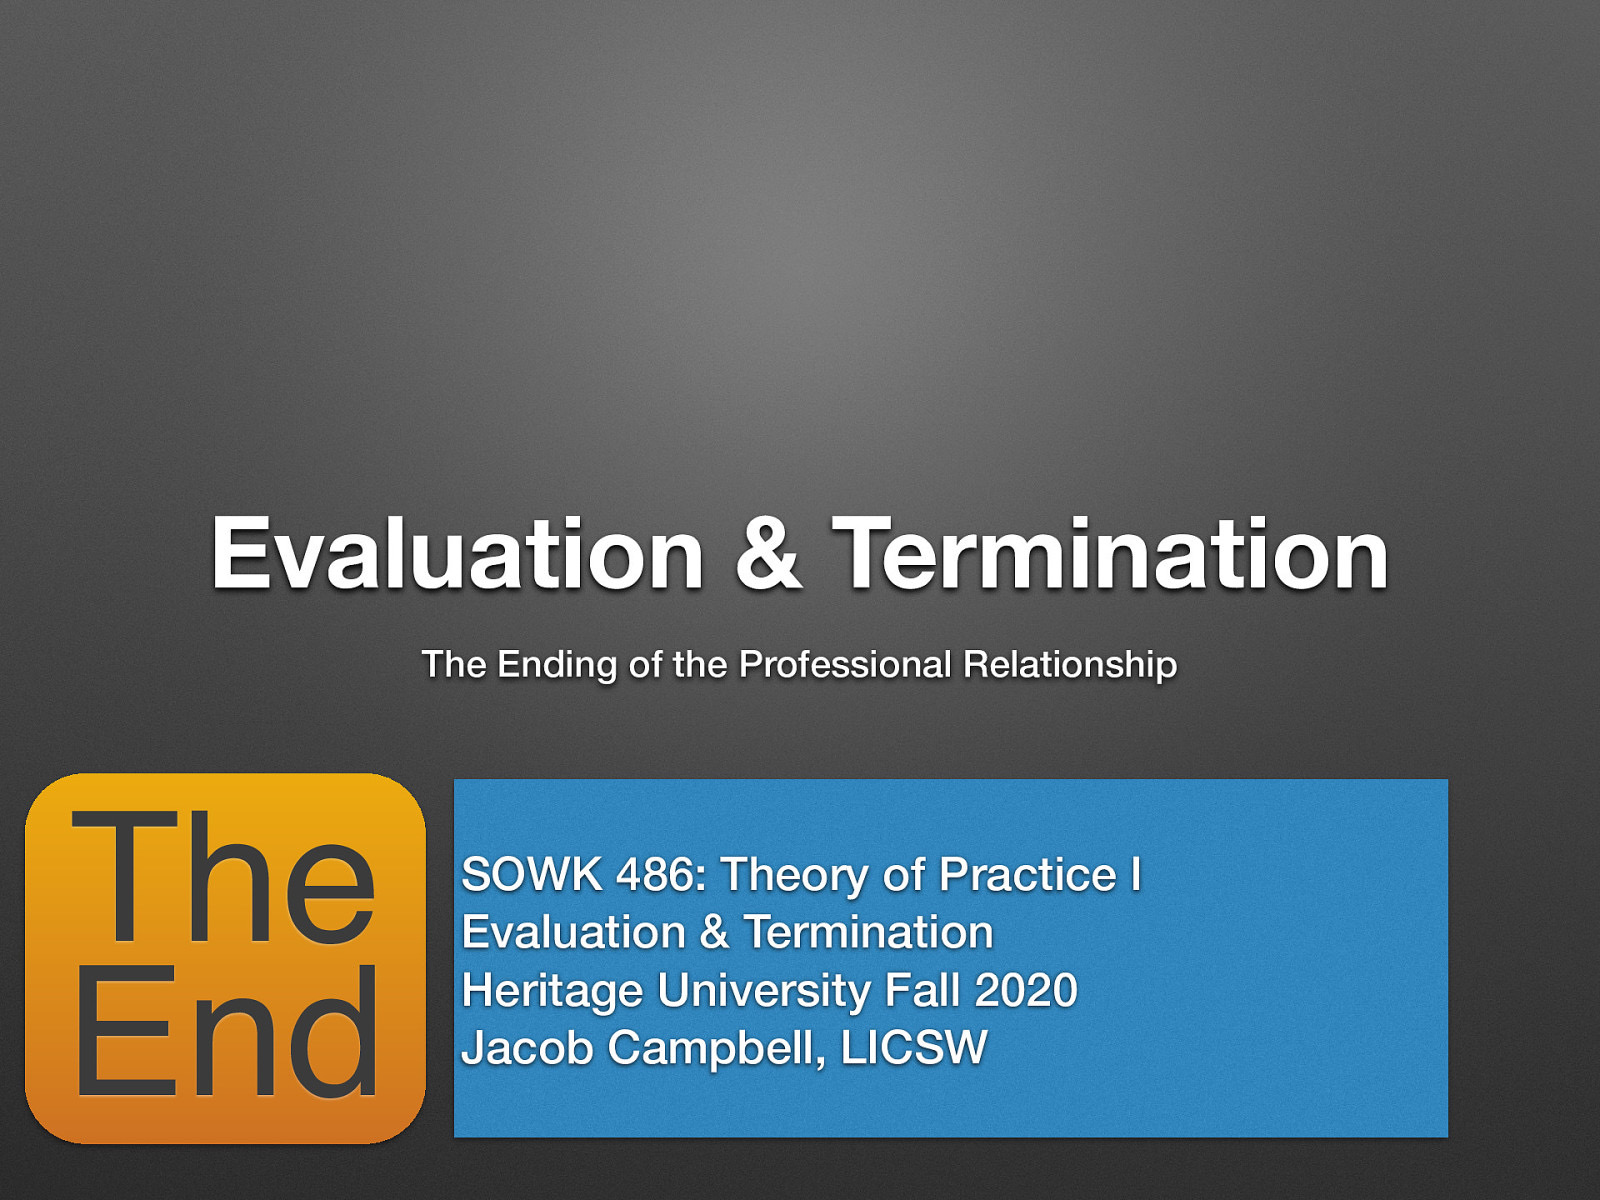 Evaluation & Termination
The Ending of the Professional Relationship
The
End
SOWK 486: Theory of Practice I
Evaluation & Termination
Heritage University Fall 2020
Jacob Campbell, LICSW